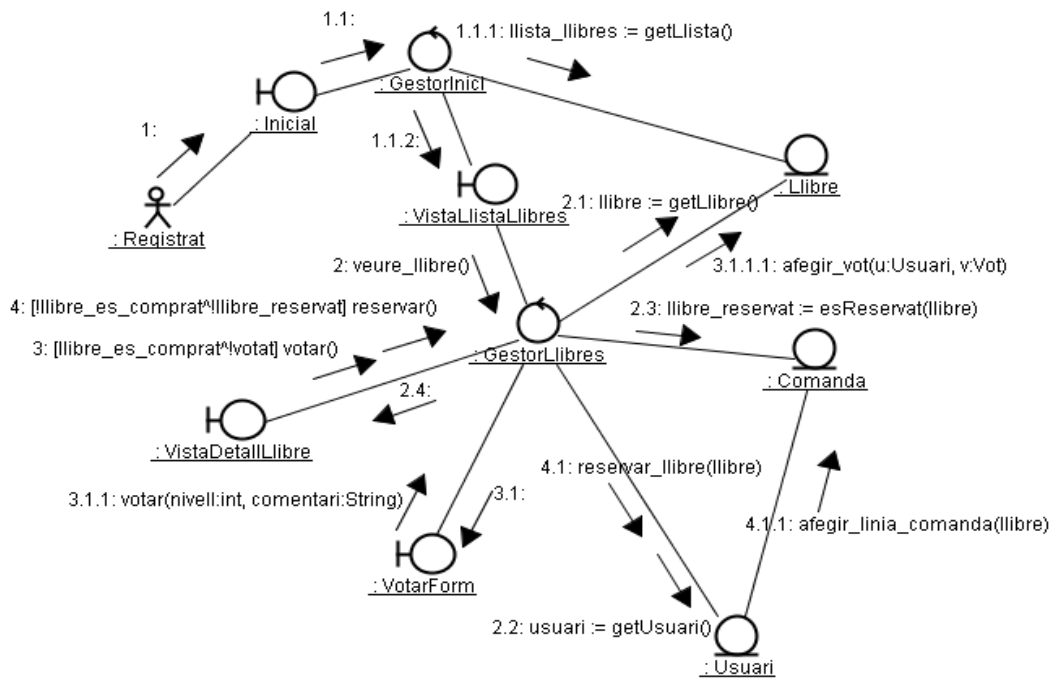 1.1:
1.1.1: llista_llibres := getLlista()
: GestorInici
: Inicial
1:
1.1.2:
: Llibre
: VistaLlistaLlibres
2.1: llibre := getLlibre()
: Registrat
2: veure_llibre()
3.1.1.1: afegir_vot(u:Usuari, v:Vot)
4: [!llibre_es_comprat^!llibre_reservat] reservar()
2.3: llibre_reservat := esReservat(llibre)
3: [llibre_es_comprat^!votat] votar()
: GestorLlibres
: Comanda
2.4:
: VistaDetallLlibre
4.1: reservar_llibre(llibre)
3.1.1: votar(nivell:int, comentari:String)
3.1:
4.1.1: afegir_linia_comanda(llibre)
: VotarForm
2.2: usuari := getUsuari()
: Usuari